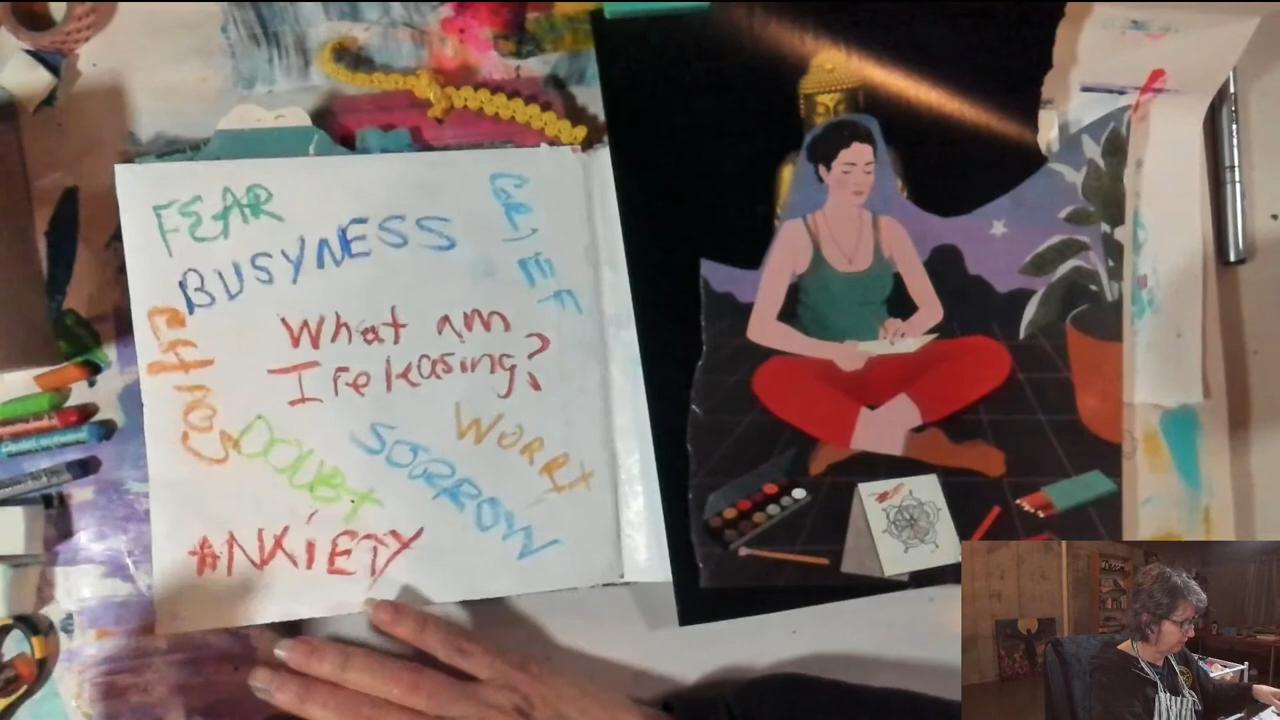 FEAR
BUSYNESS
GRIEF
CHAOS
What am
I releasing?
DOUBT
SORROW
WORRY
ANXIETY